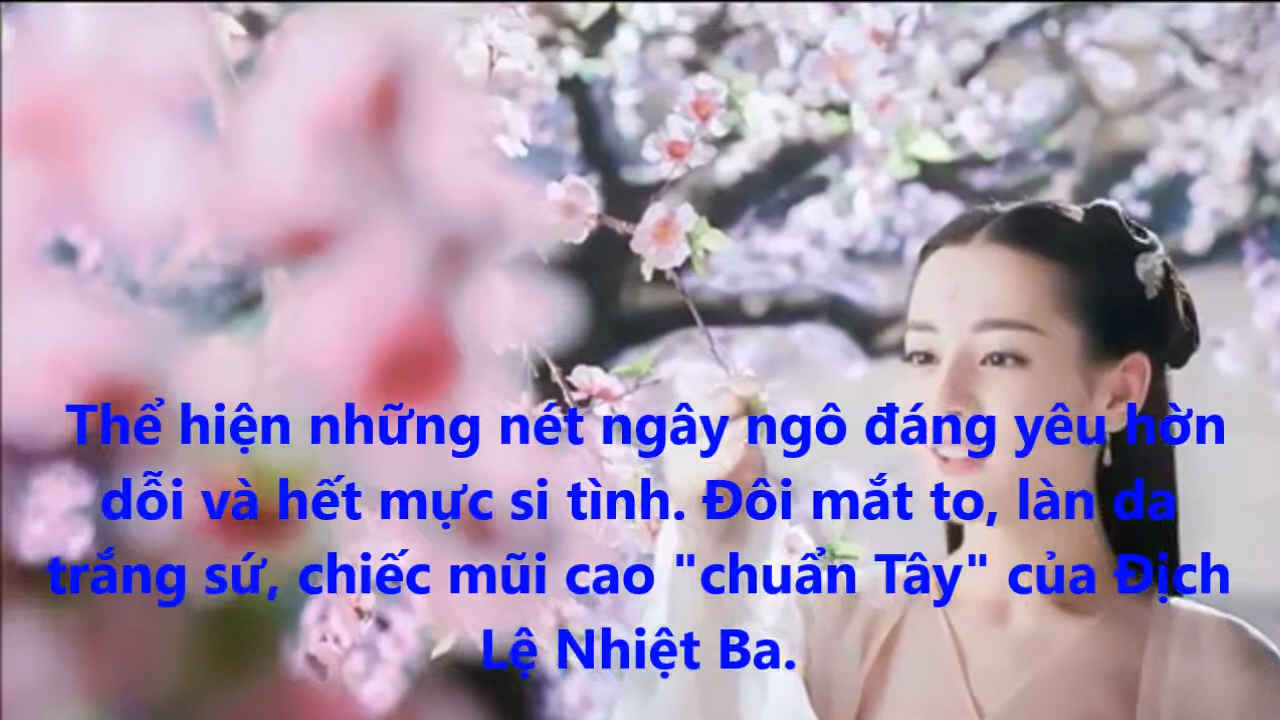 Thể hiện những nét ngây ngô đáng yêu hờn
dỗi và hết mực si tình. Đôi mắt to, làn da
trắng sứ, chiếc mũi cao "chuẩn Tây" của Địch
Lệ Nhiệt Ba.